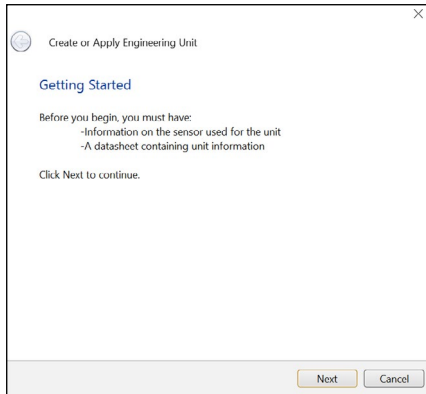 Create or Apply Engineering Unit
Getting Started
Before you begin, you must have:
-Information on the sensor used for the unit
-A datasheet containing unit information
Click Next to continue.
Next
Cancel